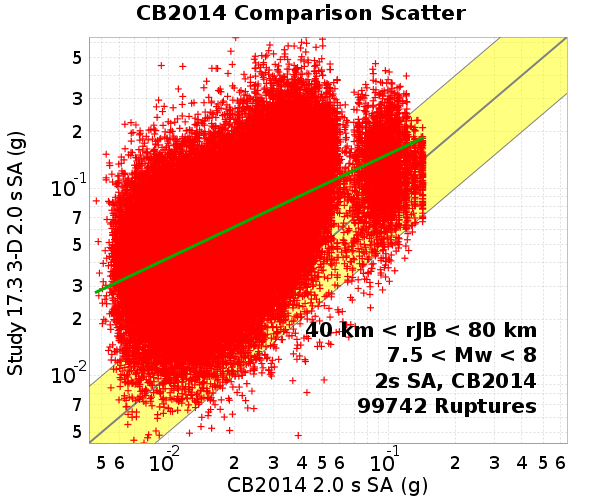 CB2014 Comparison Scatter
5
3
2
10-1
7
5
3
2
10-2
7
5
Study 17.3 3-D 2.0 s SA (g)
40 km < rJB < 80 km
7.5 < Mw < 8
2s SA, CB2014
99742 Ruptures
5 6 10-2 2 3 4 5 6 10-1 2 3 4 5 6
CB2014 2.0 s SA (g)